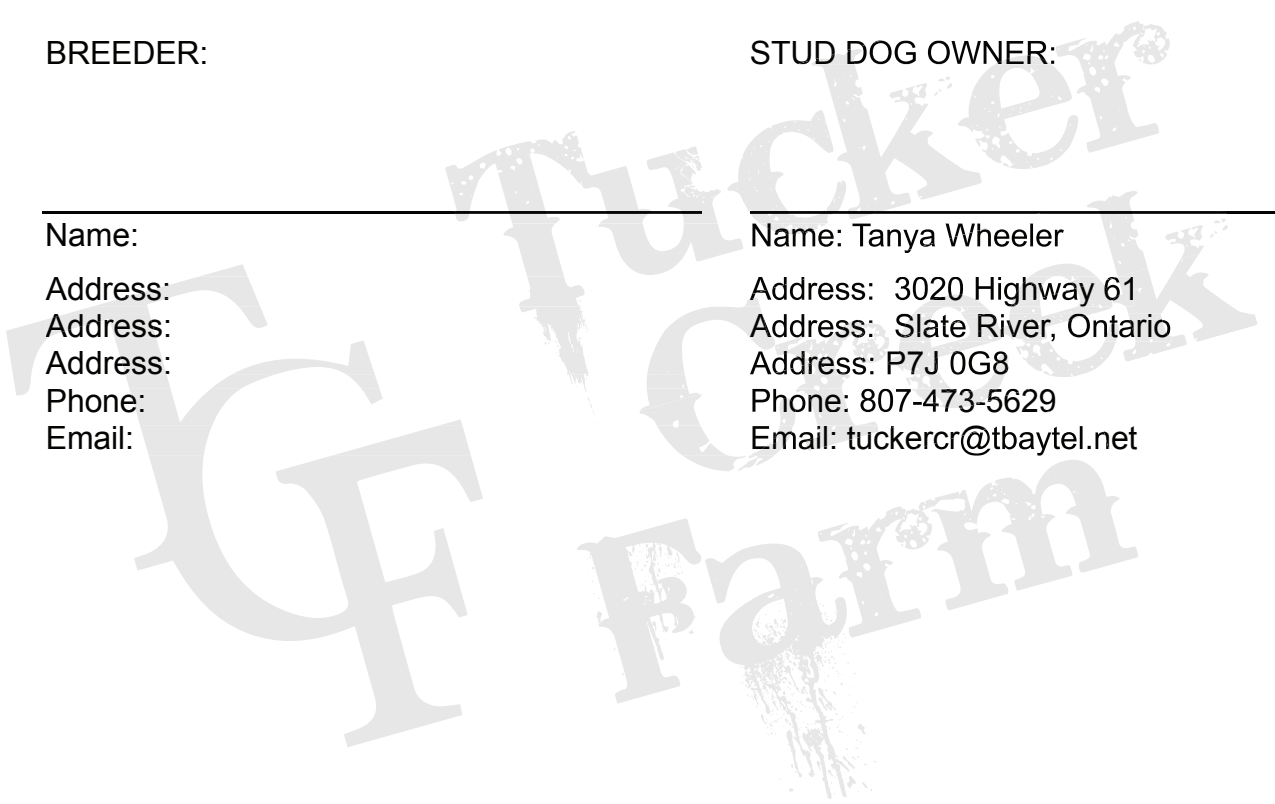 BREEDER:
Name:
Address:
Address:
Address:
Phone:
Email:
STUD DOG OWNER:
Name: Tanya Wheeler
Address: 3020 Highway 61
Address: Slate River, Ontario
Address: P7J 0G8
Phone: 807-473-5629
Email: tuckercr@tbaytel.net
TCF
Tucker
Creek
Farm